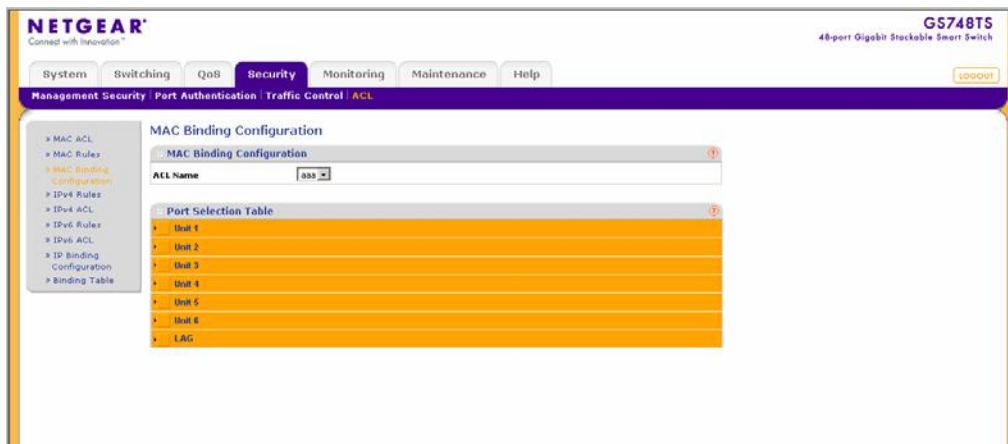 NETGEAR
Connect with Innovation™
GS748TS
48-port Gigabit Stackable Smart Switch
System Switching QoS Security Monitoring Maintenance Help
LOGOUT
Management Security Port Authentication Traffic Control ACL
MAC ACL
MAC Rules
MAC Binding
Configuration
IPv4 Rules
IPv4 ACL
IPv6 Rules
IPv6 ACL
IP Binding
Configuration
Binding Table
MAC Binding Configuration
MAC Binding Configuration
ACL Name aaa
Port Selection Table
Unit 1
Unit 2
Unit 3
Unit 4
Unit 5
Unit 6
LAG